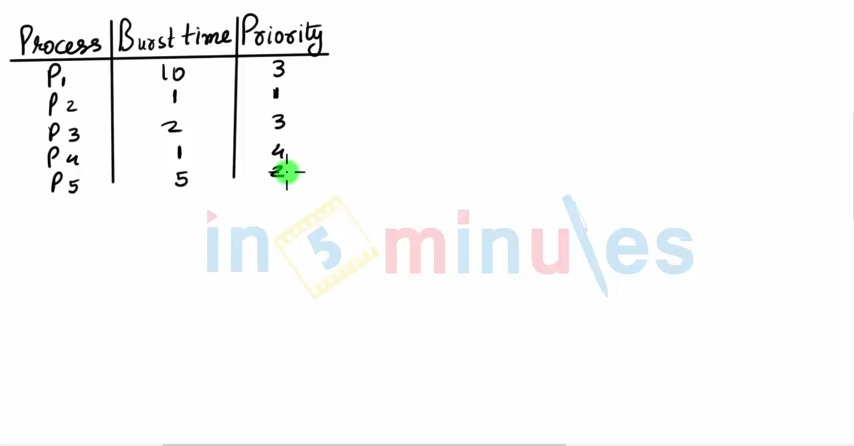 Process Burst time Priority
P1 10 3
P2 1 1
P3 2 3
P4 1 4
P5 5 2
in 5 minutes